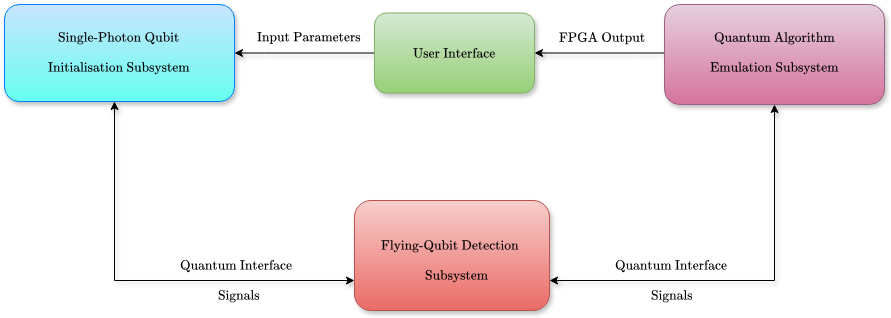 Single-Photon Qubit
Initialisation Subsystem
Input Parameters
User Interface
FPGA Output
Quantum Algorithm
Emulation Subsystem
Flying-Qubit Detection
Subsystem
Quantum Interface
Signals
Quantum Interface
Signals